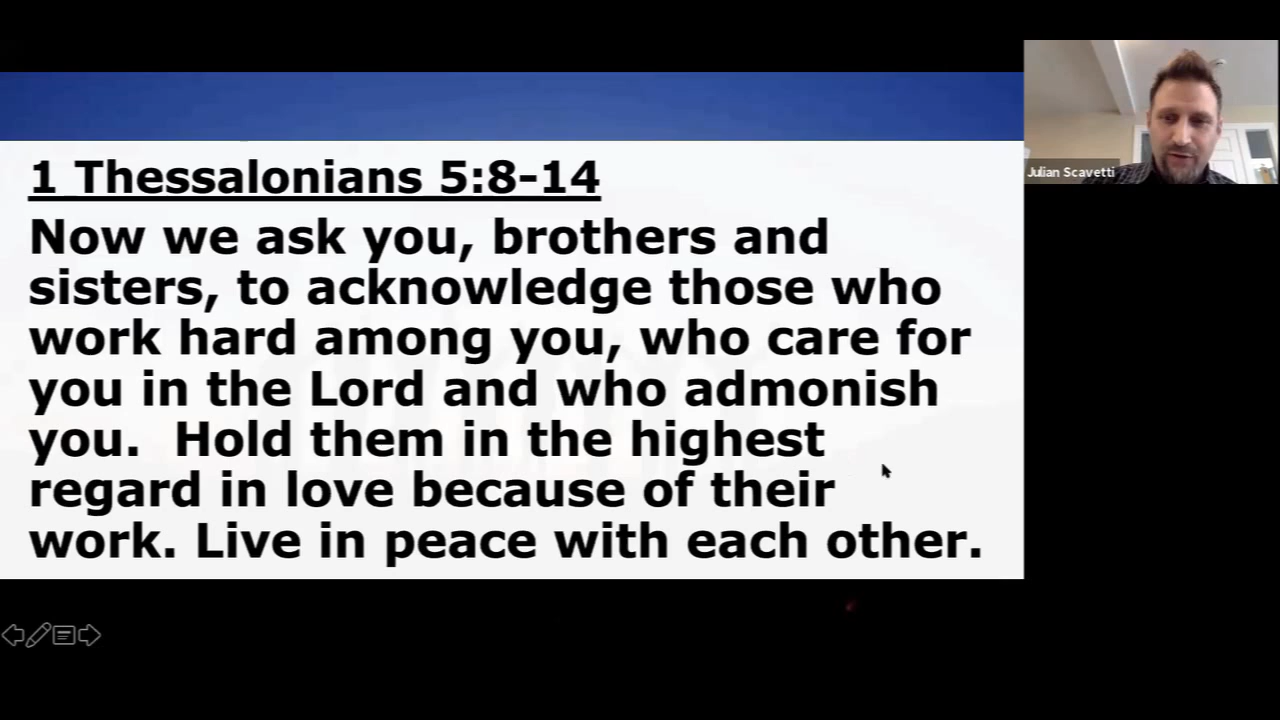 1 Thessalonians 5:8-14
Now we ask you, brothers and
sisters, to acknowledge those who
work hard among you, who care for
you in the Lord and who admonish
you.  Hold them in the highest
regard in love because of their
work. Live in peace with each other.
Julian Scavetti